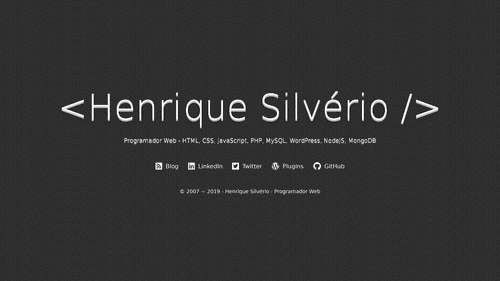 <Henrique Silvério />
Programador Web - HTML, CSS, JavaScript, PHP, MySQL, WordPress, NodeJS, MongoDB
Blog LinkedIn Twitter Plugins GitHub
© 2007 ~ 2019 - Henrique Silvério - Programador Web